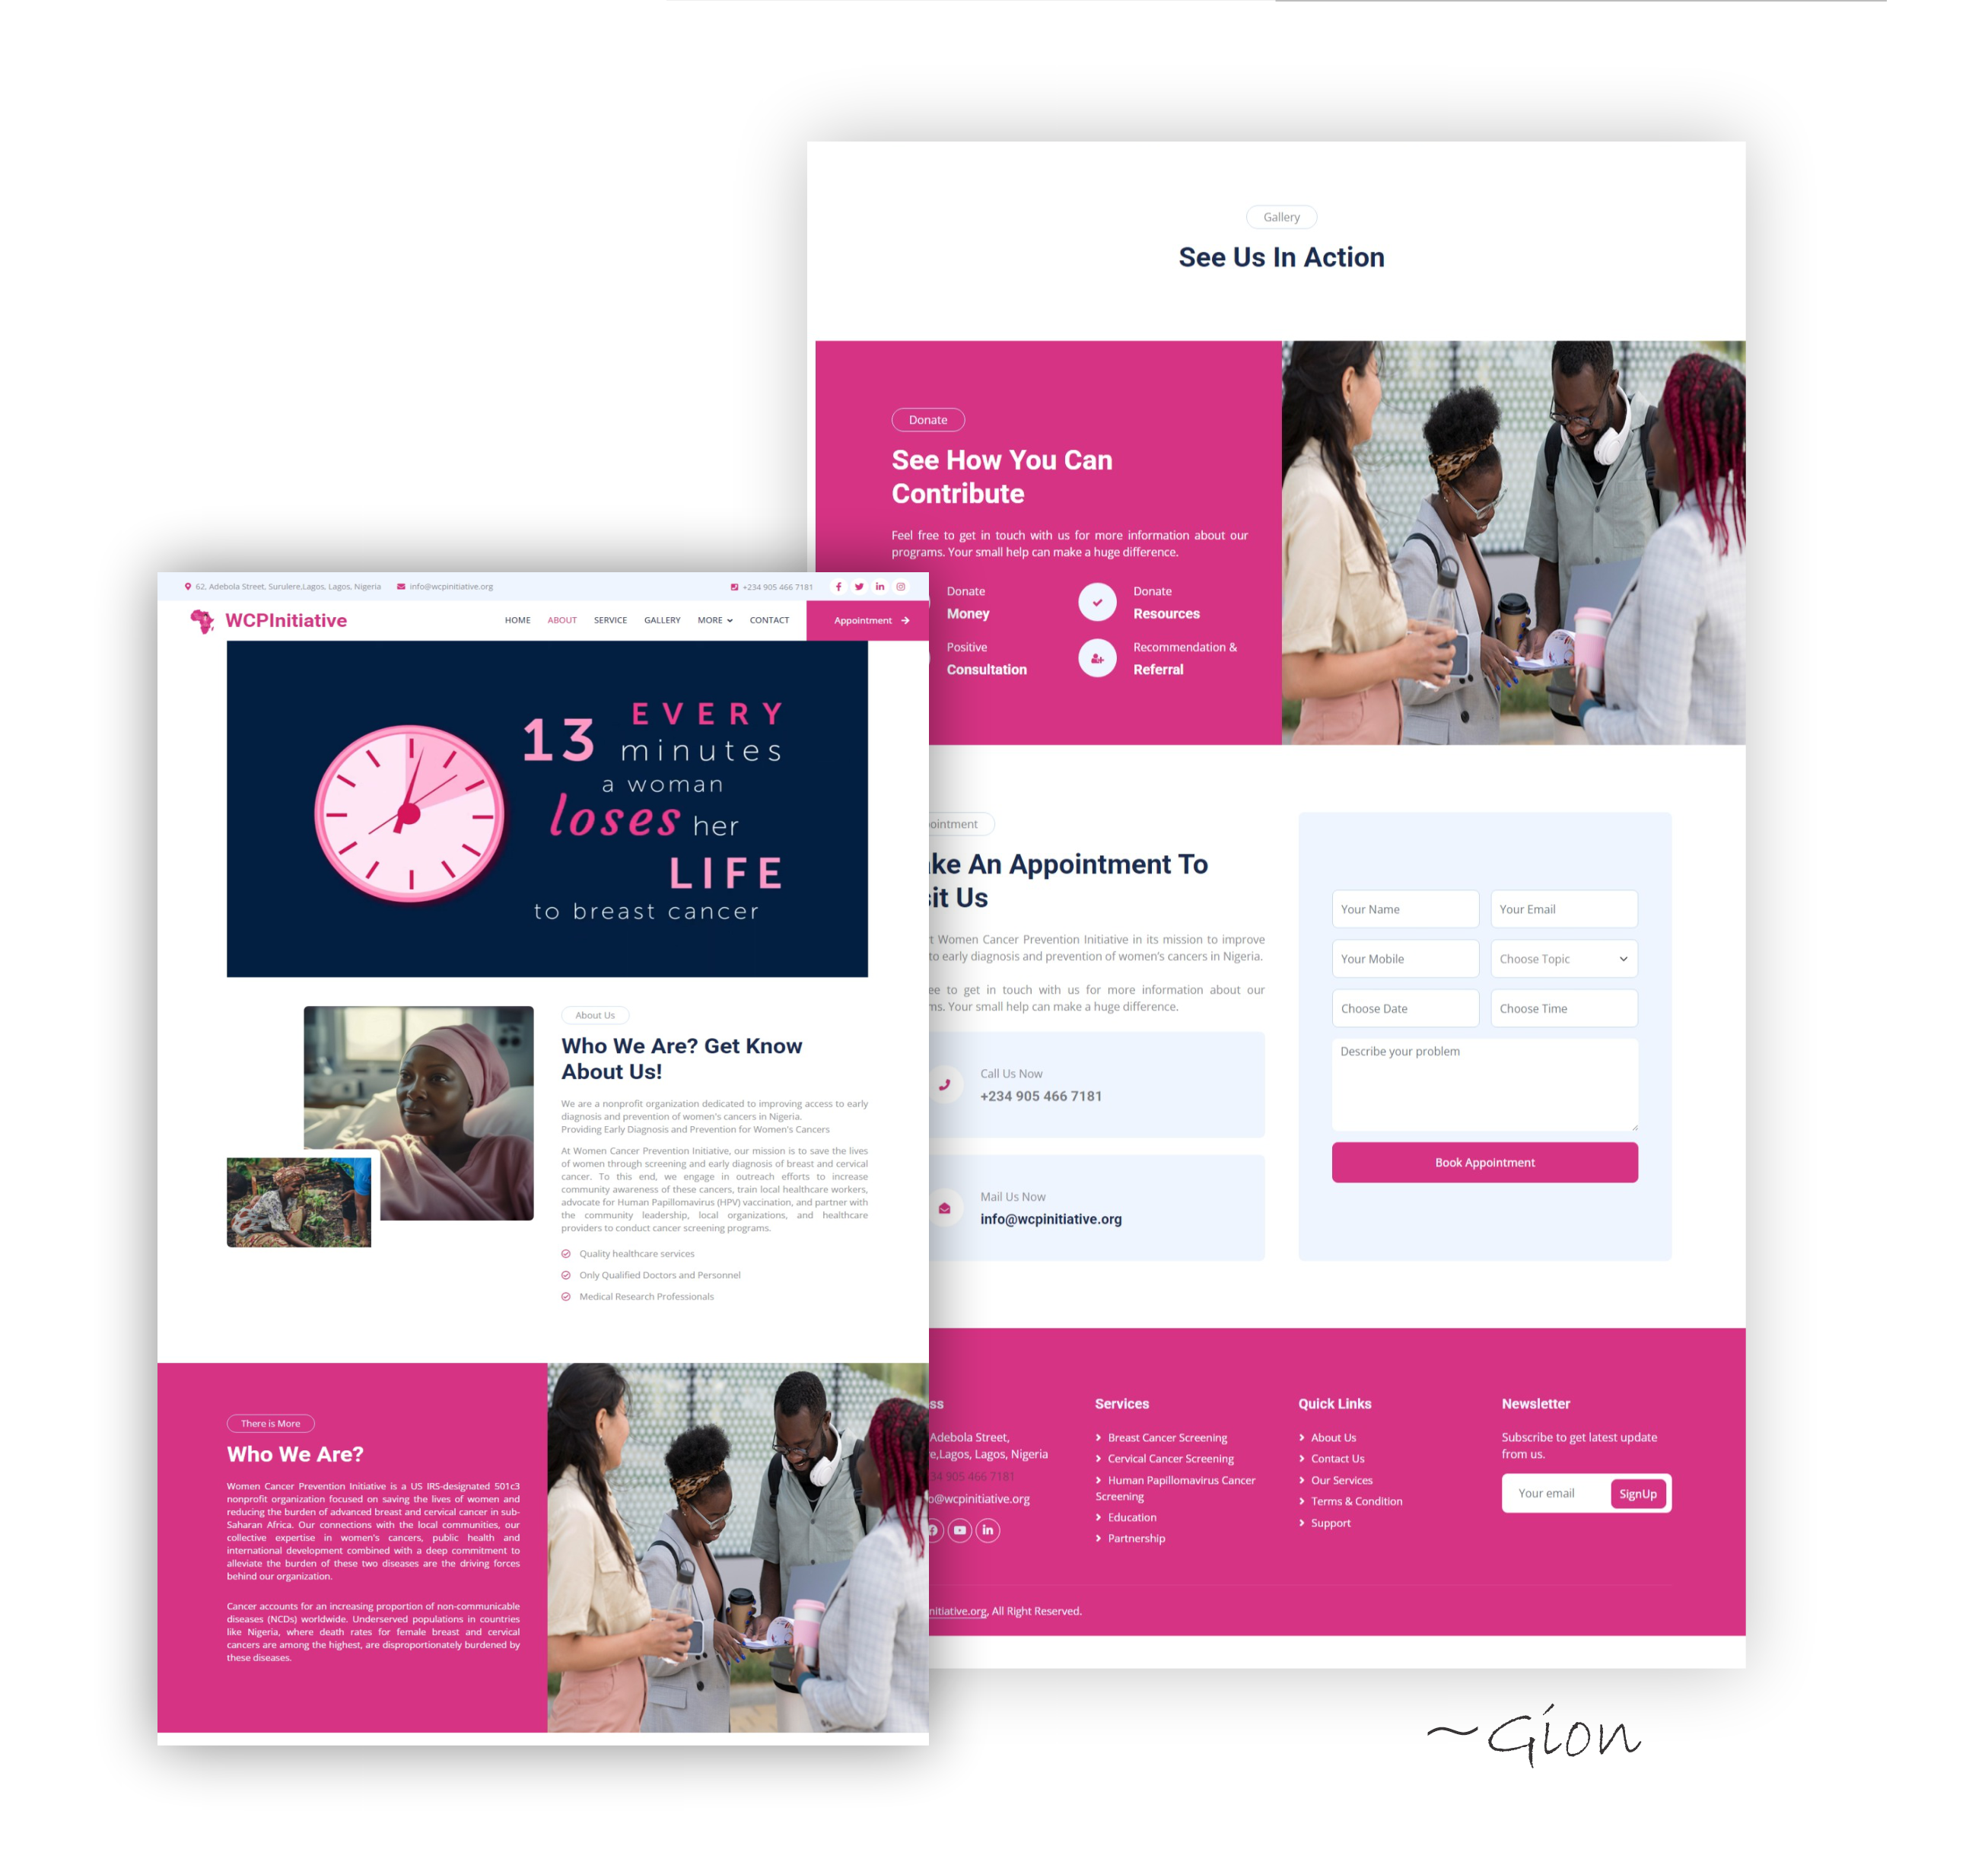 Gallery
See Us In Action
Donate
See How You Can
Contribute
Feel free to get in touch with us for more information about our
programs. Your small help can make a huge difference.
Donate
Money
Donate
Resources
Positive
Consultation
Recommendation &
Referral
ointment
ke An Appointment To
it Us
t Women Cancer Prevention Initiative in its mission to improve
to early diagnosis and prevention of women's cancers in Nigeria.
ee to get in touch with us for more information about our
ms. Your small help can make a huge difference.
Call Us Now
+234 905 466 7181
Mail Us Now
info@wcpinitiative.org
Your Name
Your Email
Your Mobile
Choose Topic
Choose Date
Choose Time
Describe your problem
Book Appointment
ss
Adebola Street,
e,Lagos, Lagos, Nigeria
34 905 466 7181
o@wcpinitiative.org
Services
Breast Cancer Screening
Cervical Cancer Screening
Human Papillomavirus Cancer
Screening
Education
Partnership
Quick Links
About Us
Contact Us
Our Services
Terms & Condition
Support
Newsletter
Subscribe to get latest update
from us.
Your email
SignUp
nitiative.org, All Right Reserved.
62, Adebola Street, Surulere,Lagos, Lagos, Nigeria
info@wcpinitiative.org
+234 905 466 7181
WCPInitiative
HOME ABOUT SERVICE GALLERY MORE CONTACT
Appointment
EVERY
13 minutes
a woman
loses her
LIFE
to breast cancer
About Us
Who We Are? Get Know
About Us!
We are a nonprofit organization dedicated to improving access to early
diagnosis and prevention of women's cancers in Nigeria.
Providing Early Diagnosis and Prevention for Women's Cancers
At Women Cancer Prevention Initiative, our mission is to save the lives
of women through screening and early diagnosis of breast and cervical
cancer. To this end, we engage in outreach efforts to increase
community awareness of these cancers, train local healthcare workers,
advocate for Human Papillomavirus (HPV) vaccination, and partner with
the community leadership, local organizations, and healthcare
providers to conduct cancer screening programs.
Quality healthcare services
Only Qualified Doctors and Personnel
Medical Research Professionals
There is More
Who We Are?
Women Cancer Prevention Initiative is a US IRS-designated 501c3
nonprofit organization focused on saving the lives of women and
reducing the burden of advanced breast and cervical cancer in sub-
Saharan Africa. Our connections with the local communities, our
collective expertise in women's cancers, public health and
international development combined with a deep commitment to
alleviate the burden of these two diseases are the driving forces
behind our organization.
Cancer accounts for an increasing proportion of non-communicable
diseases (NCDs) worldwide. Underserved populations in countries
like Nigeria, where death rates for female breast and cervical
cancers are among the highest, are disproportionately burdened by
these diseases.
~Gion